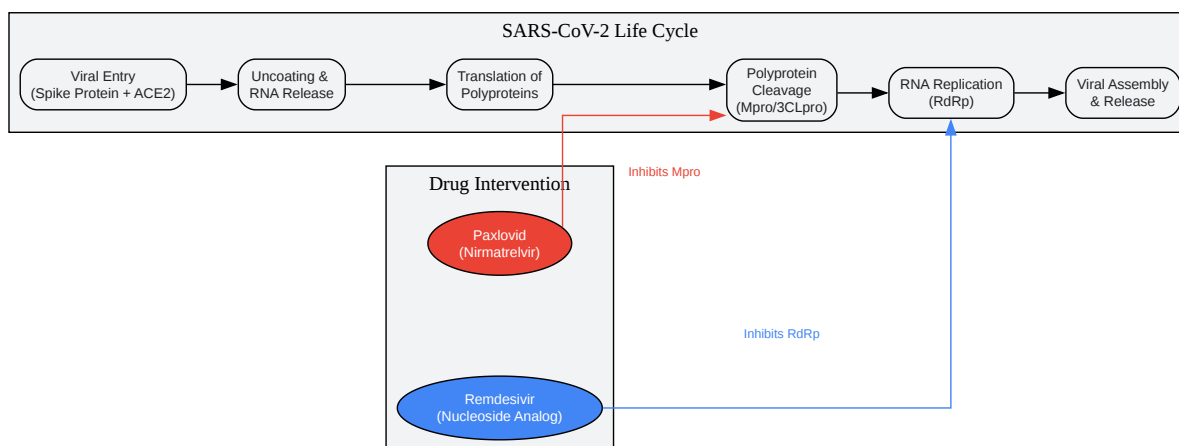 SARS-CoV-2 Life Cycle
Viral Entry
(Spike Protein + ACE2)
Uncoating &
RNA Release
Translation of
Polyproteins
Polyprotein
Cleavage
(Mpro/3CLpro)
RNA Replication
(RdRp)
Viral Assembly
& Release
Drug Intervention
Inhibits Mpro
Paxlovid
(Nirmatrelvir)
Inhibits RdRp
Remdesivir
(Nucleoside Analog)